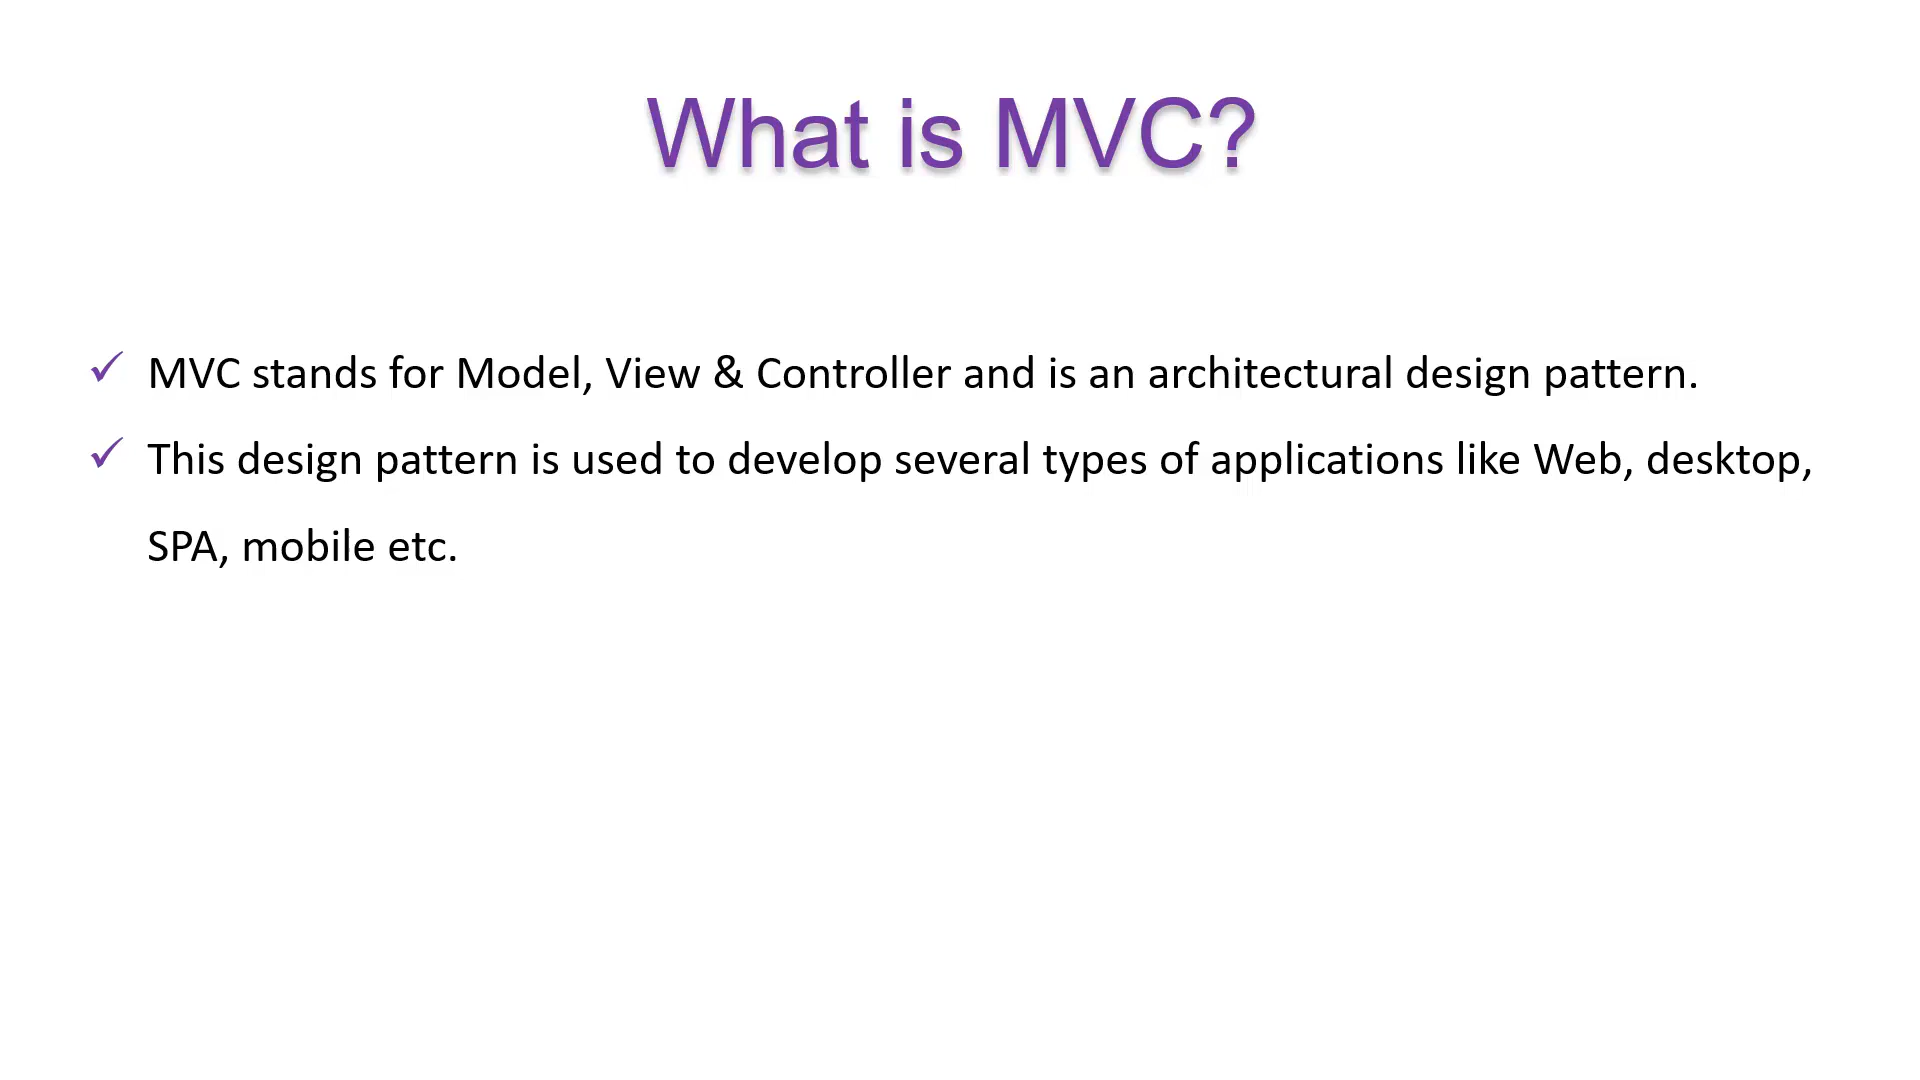 What is MVC?
✓ MVC stands for Model, View & Controller and is an architectural design pattern.
✓ This design pattern is used to develop several types of applications like Web, desktop,
SPA, mobile etc.